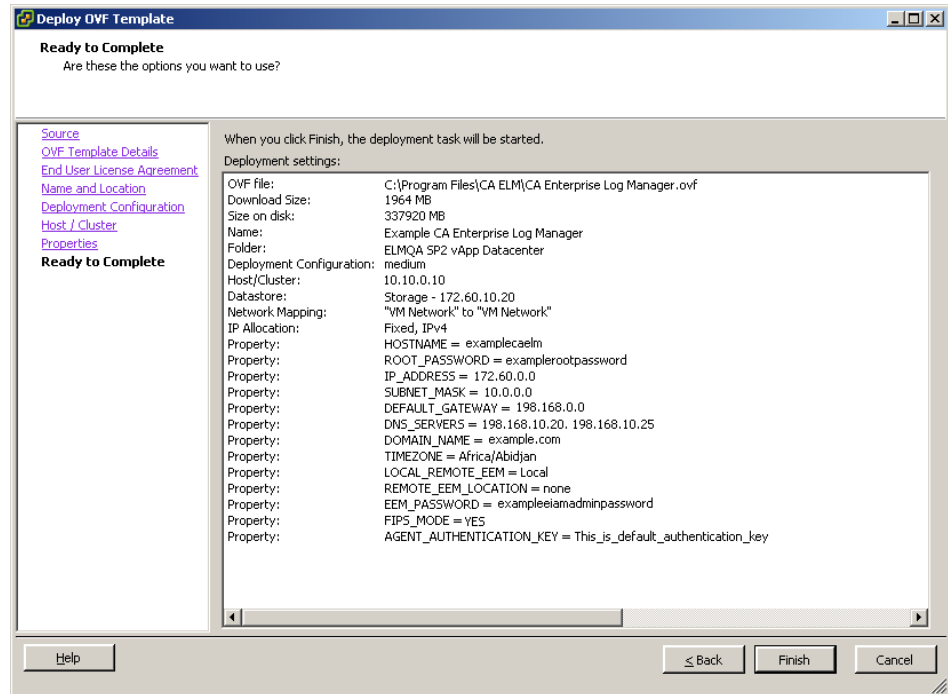 Deploy OVF Template
Ready to Complete
Are these the options you want to use?
Source
OVF Template Details
End User License Agreement
Name and Location
Deployment Configuration
Host / Cluster
Properties
Ready to Complete
When you click Finish, the deployment task will be started.
Deployment settings:
OVF file: C:\Program Files\CA ELM\CA Enterprise Log Manager.ovf
Download Size: 1964 MB
Size on disk: 337920 MB
Name: Example CA Enterprise Log Manager
Folder: ELMQA SP2 vApp Datacenter
Deployment Configuration: medium
Host/Cluster: 10.10.0.10
Datastore: Storage - 172.60.10.20
Network Mapping: "VM Network" to "VM Network"
IP Allocation: Fixed, IPv4
Property: HOSTNAME = examplecaelm
Property: ROOT_PASSWORD = examplerootpassword
Property: IP_ADDRESS = 172.60.0.0
Property: SUBNET_MASK = 10.0.0.0
Property: DEFAULT_GATEWAY = 198.168.0.0
Property: DNS_SERVERS = 198.168.10.20. 198.168.10.25
Property: DOMAIN_NAME = example.com
Property: TIMEZONE = Africa/Abidjan
Property: LOCAL_REMOTE_EEM = Local
Property: REMOTE_EEM_LOCATION = none
Property: EEM_PASSWORD = exampleeiamadminpassword
Property: FIPS_MODE = YES
Property: AGENT_AUTHENTICATION_KEY = This_is_default_authentication_key
Help
< Back
Finish
Cancel